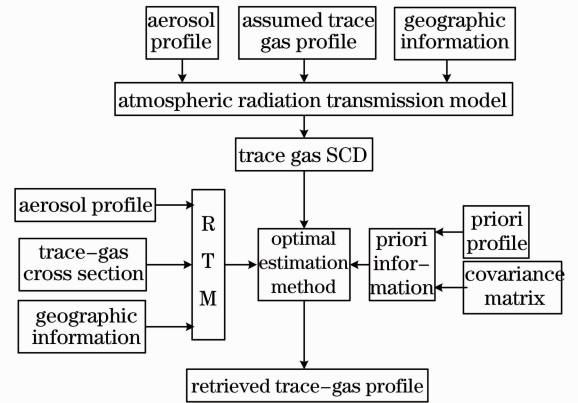 aerosol
profile
assumed trace
gas profile
geographic
information
atmospheric radiation transmission model
trace gas SCD
aerosol profile
trace-gas
cross section
geographic
information
R
T
M
optimal
estimation
method
priori
infor-
mation
priori
profile
covariance
matrix
retrieved trace-gas profile